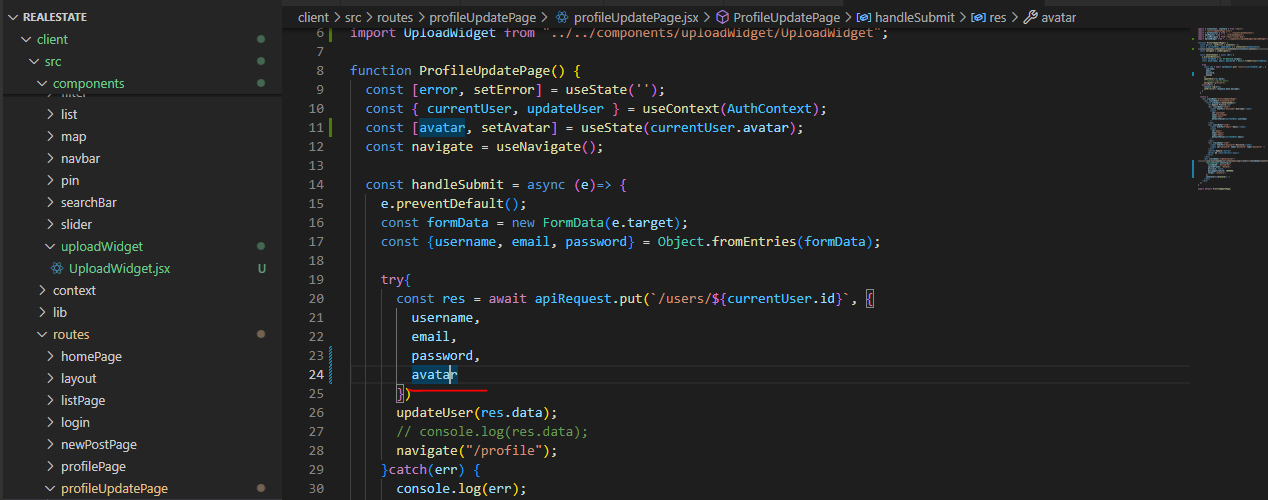 REALESTATE
client
src
components
filter
list
map
navbar
pin
searchBar
slider
uploadWidget
UploadWidget.jsx U
context
lib
routes
homePage
layout
listPage
login
newPostPage
profilePage
profileUpdatePage
client > src > routes > profileUpdatePage > profileUpdatePage.jsx > ProfileUpdatePage > handleSubmit > res > avatar
6 import UploadWidget from "../../components/uploadWidget/UploadWidget";
7
8 function ProfileUpdatePage() {
9 const [error, setError] = useState('');
10 const { currentUser, updateUser } = useContext(AuthContext);
11 const [avatar, setAvatar] = useState(currentUser.avatar);
12 const navigate = useNavigate();
13
14 const handleSubmit = async (e)=> {
15 e.preventDefault();
16 const formData = new FormData(e.target);
17 const {username, email, password} = Object.fromEntries(formData);
18
19 try{
20 const res = await apiRequest.put(`/users/${currentUser.id}`, {
21 username,
22 email,
23 password,
24 avatar
25 })
26 updateUser(res.data);
27 // console.log(res.data);
28 navigate("/profile");
29 }catch(err) {
30 console.log(err);